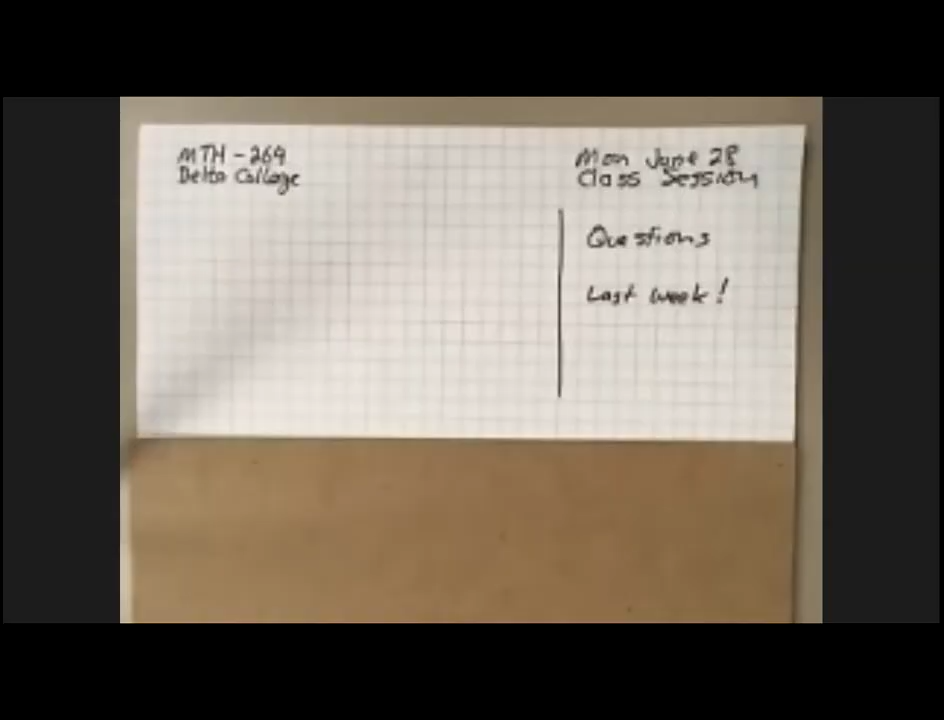 MTH - 269
Delta College
Mon June 28
Class Session
Questions
Last week!